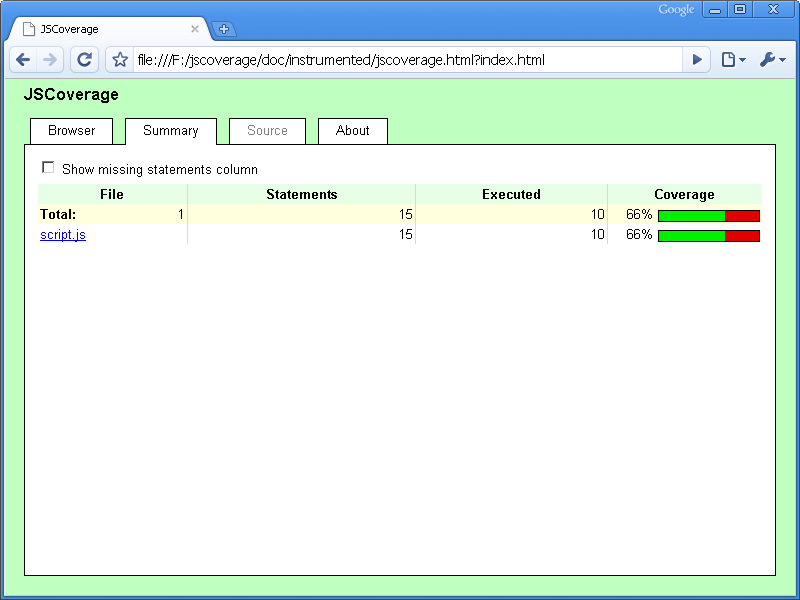 Google
JSCoverage
file:///F:/jscoverage/doc/instrumented/jscoverage.html?index.html
JSCoverage
Browser Summary Source About
Show missing statements column
File Statements Executed Coverage
Total: 1 15 10 66%
script.js 15 10 66%